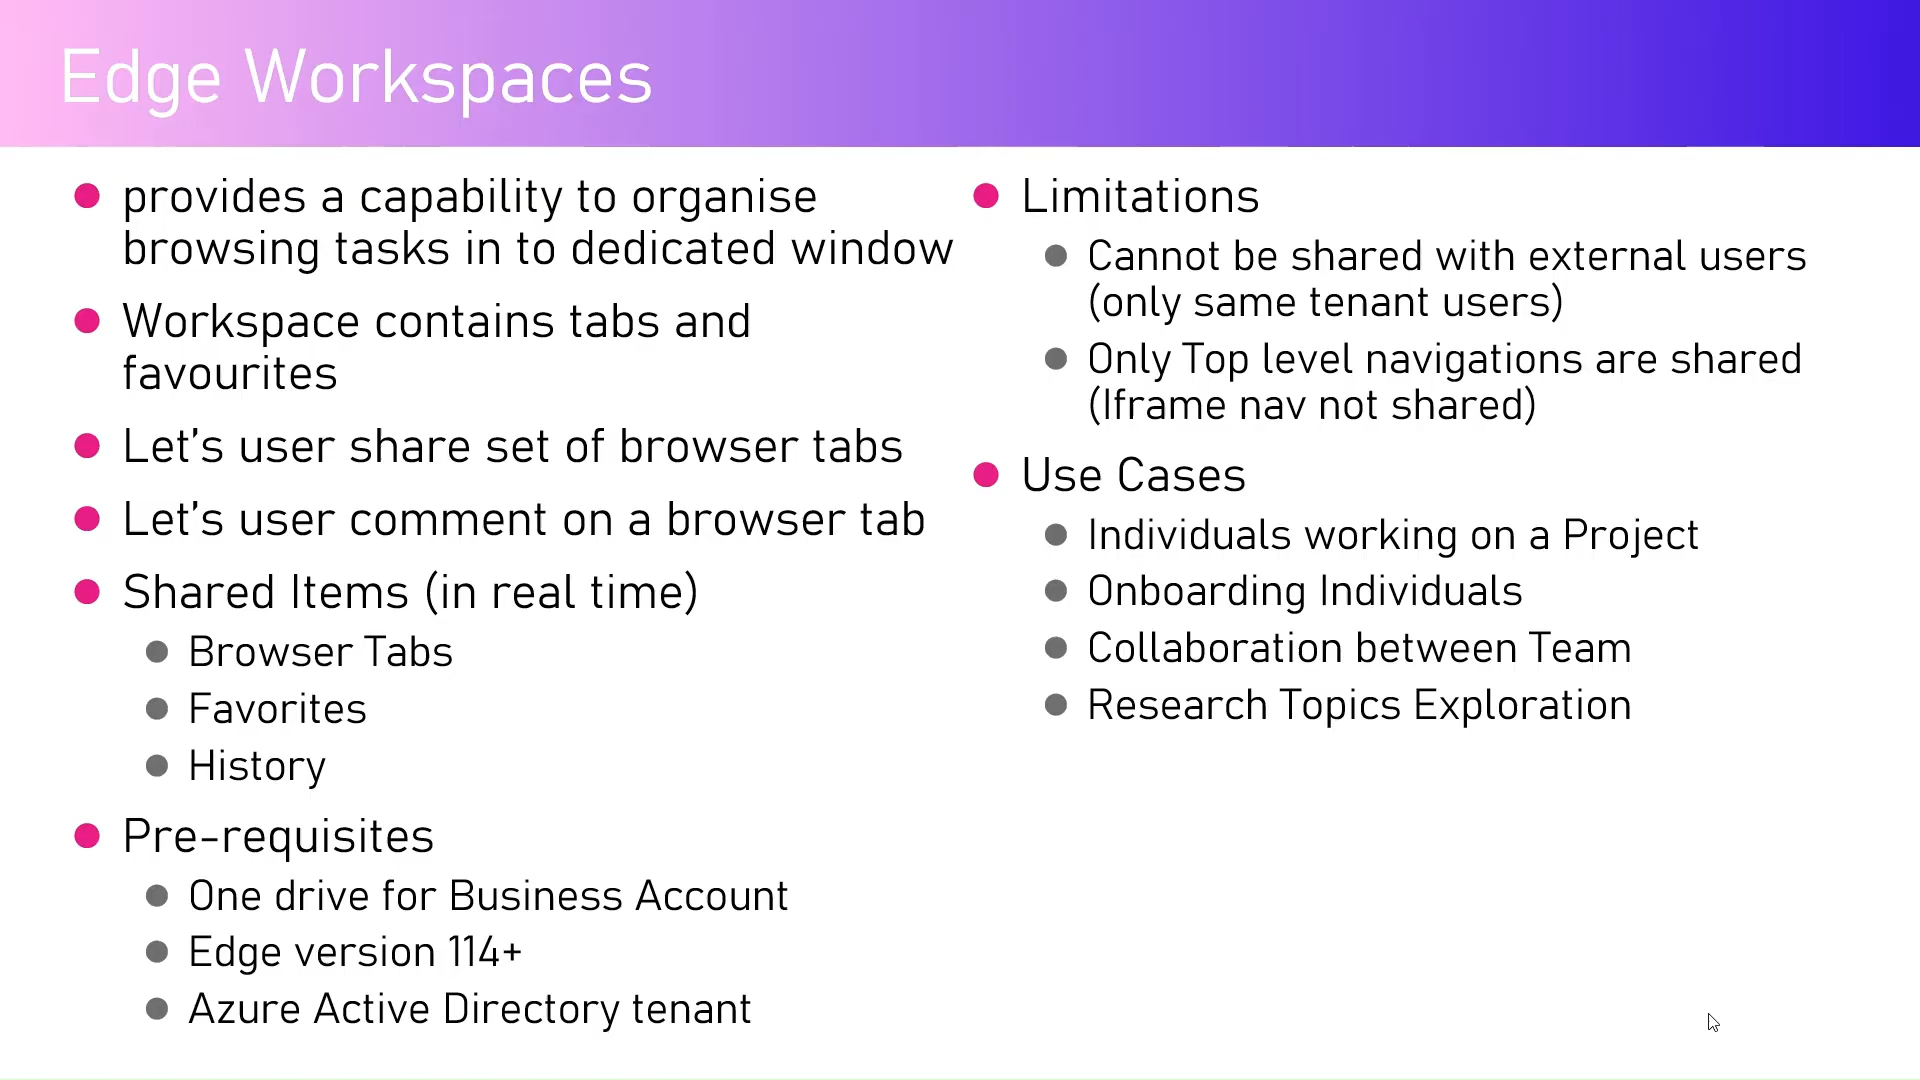 Edge Workspaces
provides a capability to organise
browsing tasks in to dedicated window
Workspace contains tabs and
favourites
Let's user share set of browser tabs
Let's user comment on a browser tab
Shared Items (in real time)
Browser Tabs
Favorites
History
Pre-requisites
One drive for Business Account
Edge version 114+
Azure Active Directory tenant
Limitations
Cannot be shared with external users
(only same tenant users)
Only Top level navigations are shared
(Iframe nav not shared)
Use Cases
Individuals working on a Project
Onboarding Individuals
Collaboration between Team
Research Topics Exploration